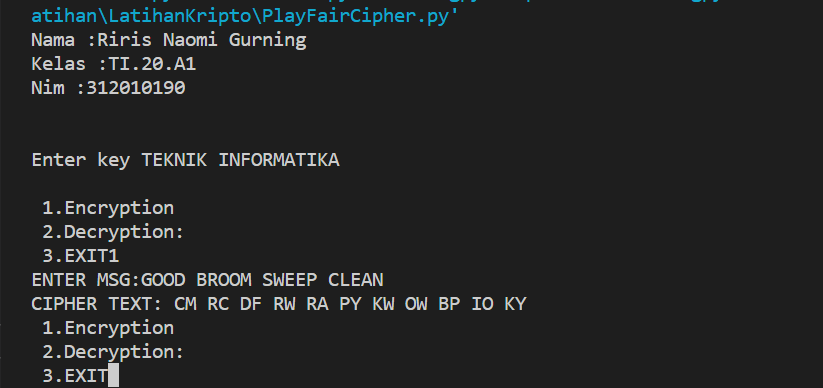 atihan\LatihanKripto\PlayFairCipher.py'
Nama :Riris Naomi Gurning
Kelas :TI.20.A1
Nim :312010190
Enter key TEKNIK INFORMATIKA
1.Encryption
2.Decryption:
3.EXIT1
ENTER MSG:GOOD BROOM SWEEP CLEAN
CIPHER TEXT: CM RC DF RW RA PY KW OW BP IO KY
1.Encryption
2.Decryption:
3.EXIT